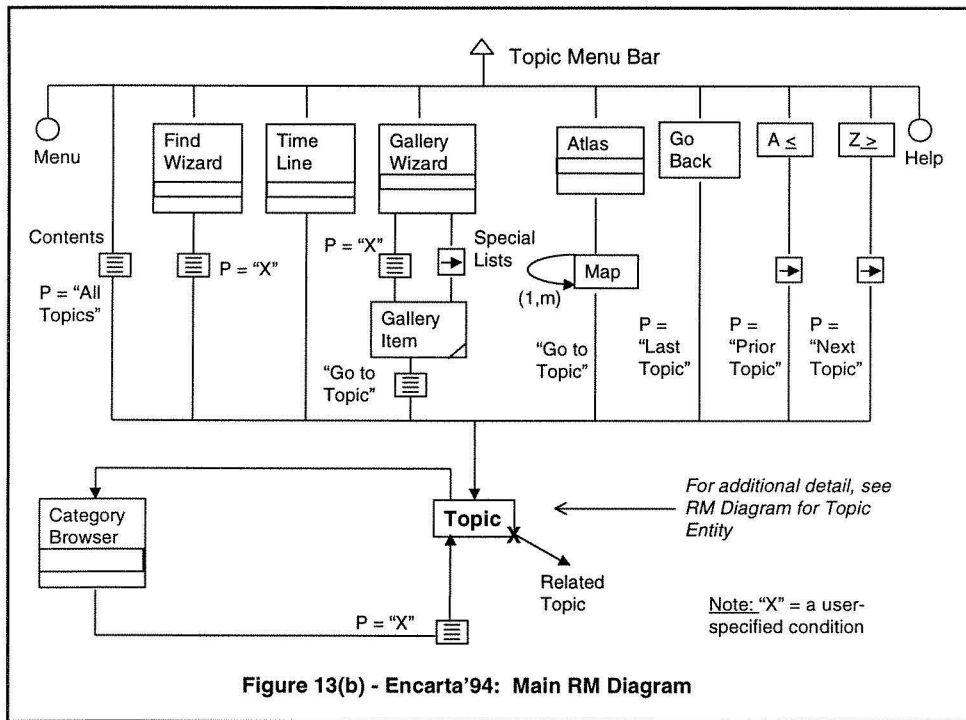 Topic Menu Bar
Menu
Find
Wizard
Time
Line
Gallery
Wizard
Atlas
Go
Back
A <
Z >
Help
Contents
P = "All
Topics"
P = "X"
P = "X"
Special
Lists
Map
(1,m)
Gallery
Item
"Go to
Topic"
"Go to
Topic"
P =
"Last
Topic"
P =
"Prior
Topic"
P =
"Next
Topic"
Category
Browser
Topic
X
For additional detail, see
RM Diagram for Topic
Entity
Related
Topic
P = "X"
Note: "X" = a user-
specified condition
Figure 13(b) - Encarta'94: Main RM Diagram